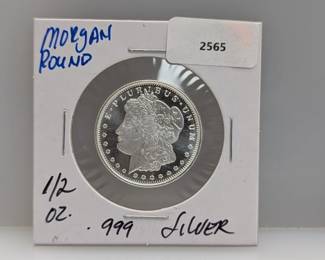 MORGAN
ROUND
2565
E·PLURIBUS·UNUM
1/2
OZ.
.999
SILVER